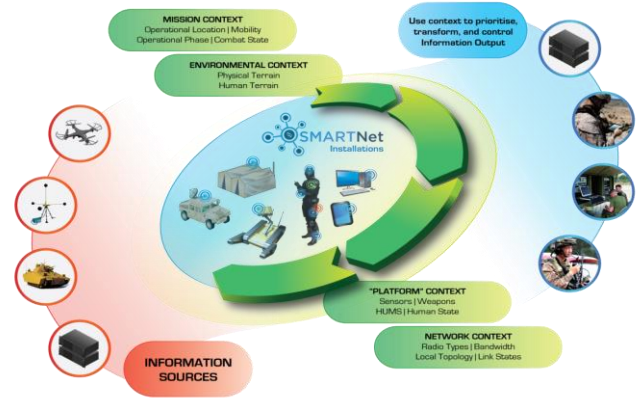 MISSION CONTEXT
Operational Location | Mobility
Operational Phase | Combat State
Use context to prioritise,
transform, and control
Information Output
ENVIRONMENTAL CONTEXT
Physical Terrain
Human Terrain
SMARTNet
Installations
"PLATFORM" CONTEXT
Sensors | Weapons
HUMS | Human State
NETWORK CONTEXT
Radio Types | Bandwidth
Local Topology | Link States
INFORMATION
SOURCES